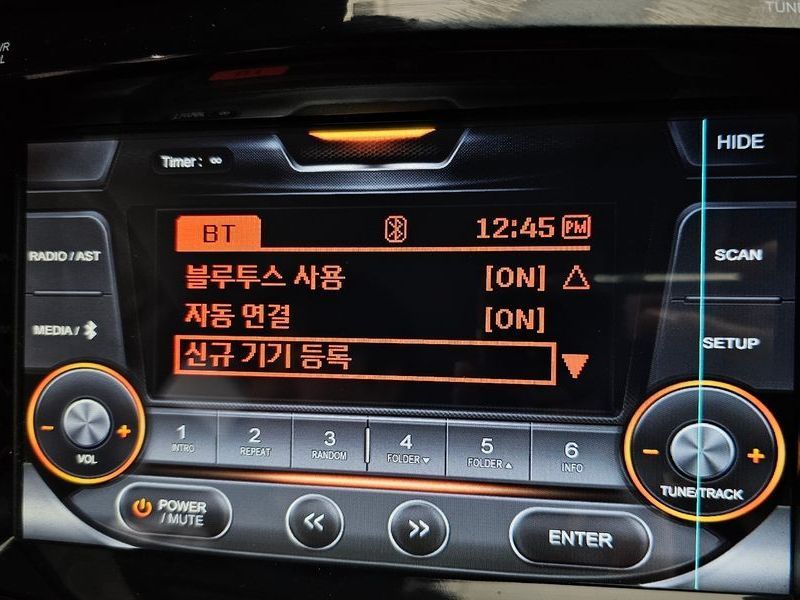 TUNE
Timer : ∞
HIDE
BT
12:45 PM
RADIO / AST
블루투스 사용 [ON] △
SCAN
자동 연결 [ON]
MEDIA /
SETUP
신규 기기 등록 ▼
- +
VOL
1 INTRO
2 REPEAT
3 RANDOM
4 FOLDER ▼
5 FOLDER ▲
6 INFO
- +
TUNE/TRACK
POWER
/ MUTE
<<
>>
ENTER